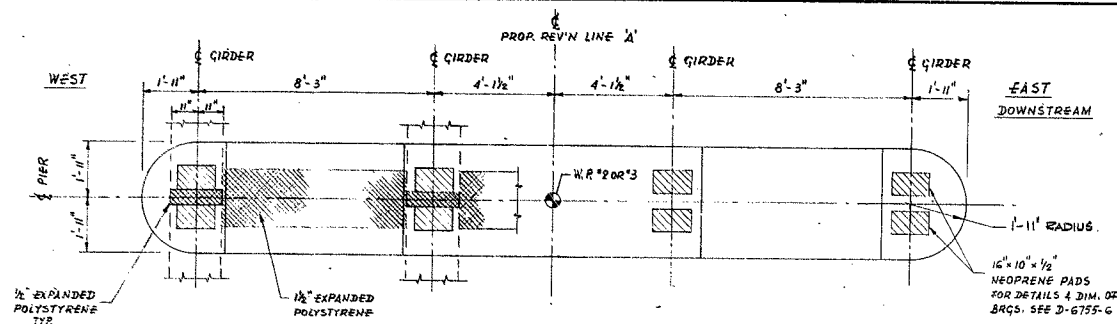 ℄
PROP. REV'N LINE 'A'
℄ GIRDER
℄ GIRDER
℄ GIRDER
℄ GIRDER
WEST
1'-11"
8'-3"
4'-1½"
4'-1½"
8'-3"
1'-11"
EAST
DOWNSTREAM
11"
11"
1'-11"
℄ PIER
1'-11"
W.P. #2 OR #3
1'-11" RADIUS.
16" x 10" x ½"
NEOPRENE PADS
FOR DETAILS & DIM. OF
BRGS. SEE D-6755-6
½" EXPANDED
POLYSTYRENE
TYP.
1½" EXPANDED
POLYSTYRENE